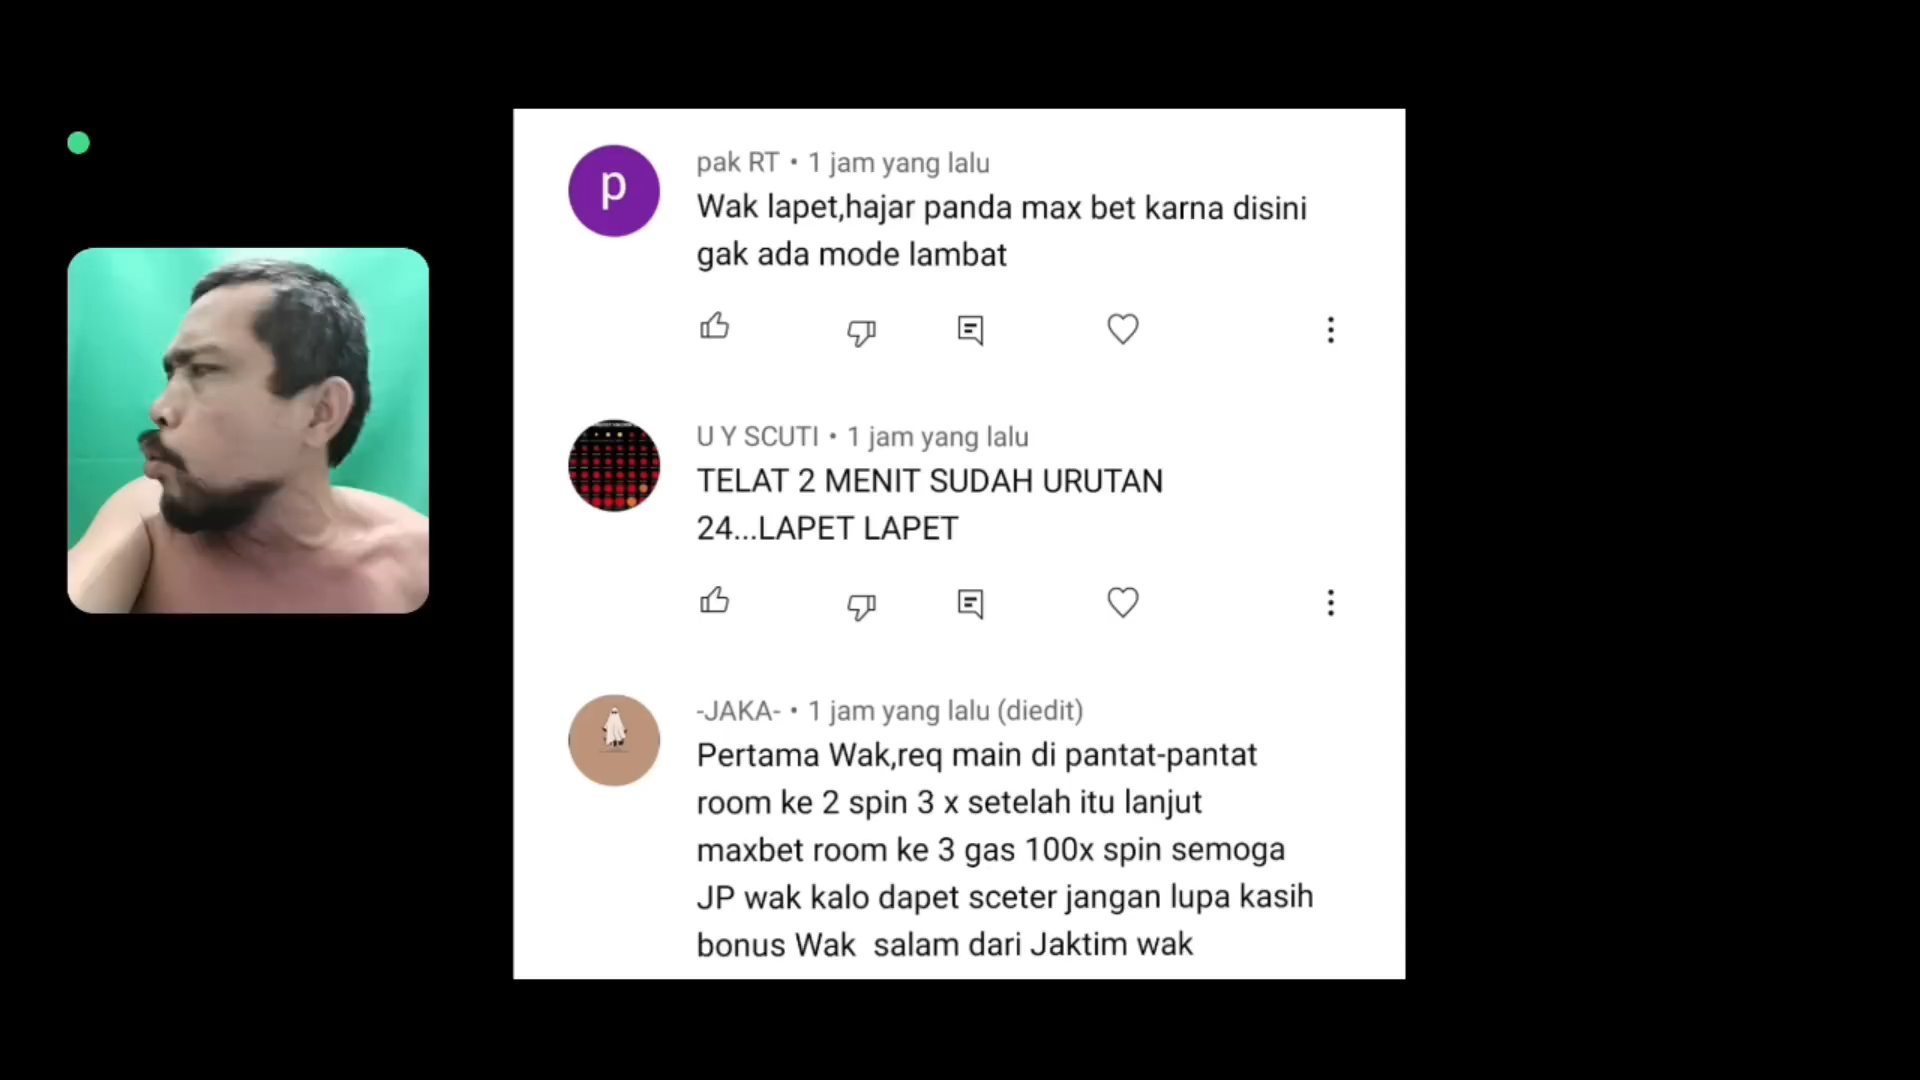 p
pak RT • 1 jam yang lalu
Wak lapet,hajar panda max bet karna disini
gak ada mode lambat
U Y SCUTI • 1 jam yang lalu
TELAT 2 MENIT SUDAH URUTAN
24...LAPET LAPET
-JAKA- • 1 jam yang lalu (diedit)
Pertama Wak,req main di pantat-pantat
room ke 2 spin 3 x setelah itu lanjut
maxbet room ke 3 gas 100x spin semoga
JP wak kalo dapet sceter jangan lupa kasih
bonus Wak  salam dari Jaktim wak